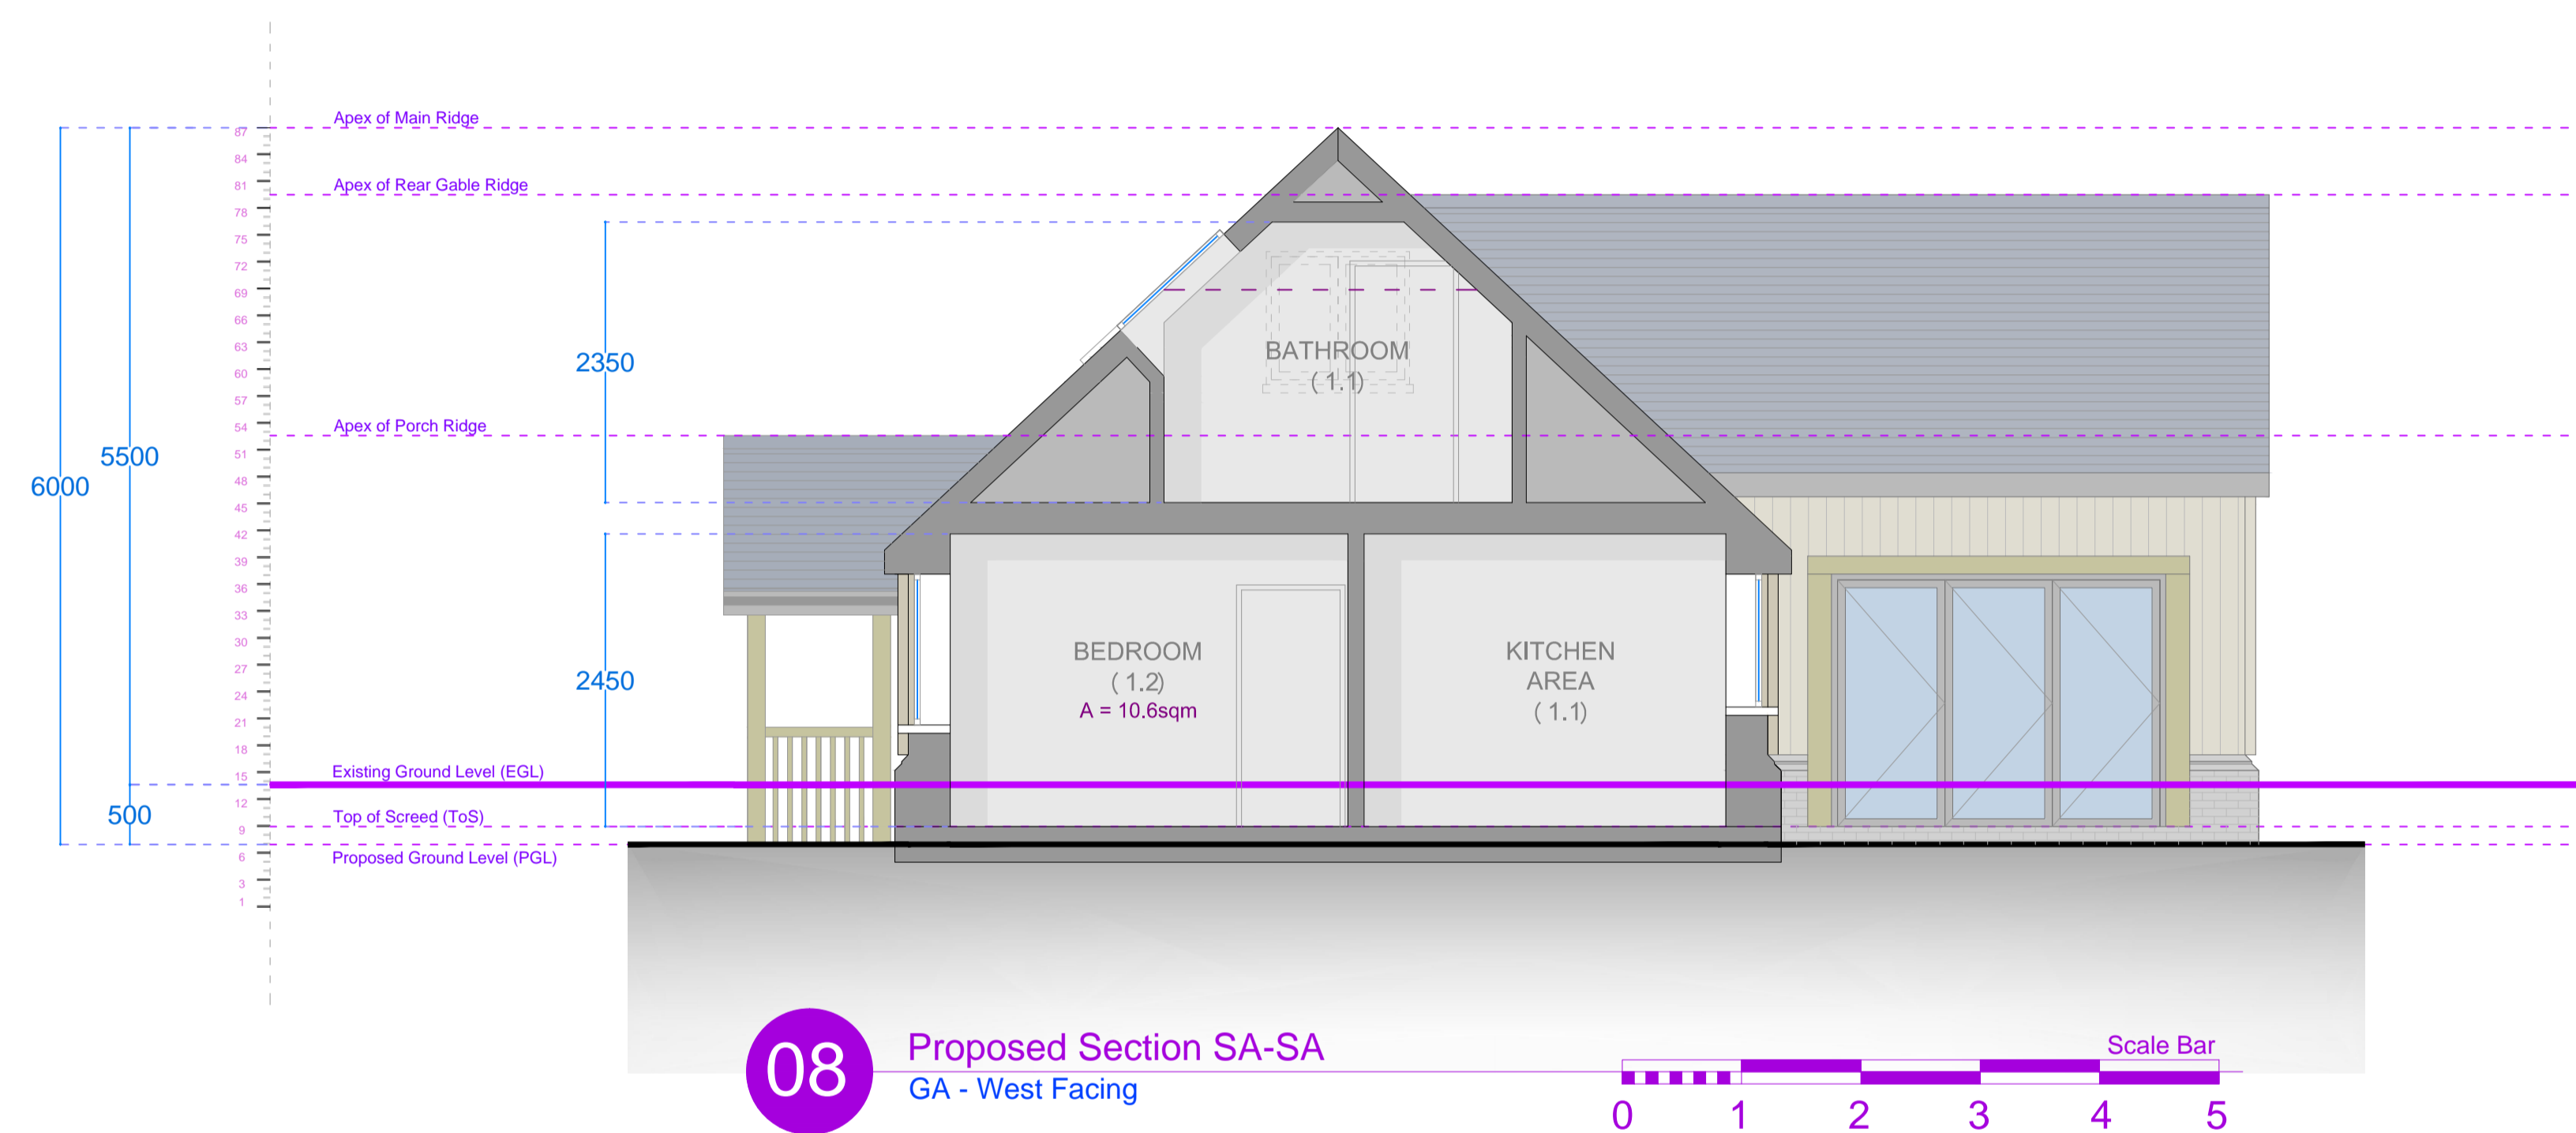 Apex of Main Ridge
87
84
Apex of Rear Gable Ridge
81
78
75
72
69
66
63
60
57
54
51
48
45
42
39
36
33
30
27
24
21
18
15
12
9
6
3
1
2350
BATHROOM
( 1.1)
Apex of Porch Ridge
5500
6000
2450
BEDROOM
( 1.2)
A = 10.6sqm
KITCHEN
AREA
( 1.1)
Existing Ground Level (EGL)
500
Top of Screed (ToS)
Proposed Ground Level (PGL)
08
Proposed Section SA-SA
GA - West Facing
Scale Bar
0 1 2 3 4 5